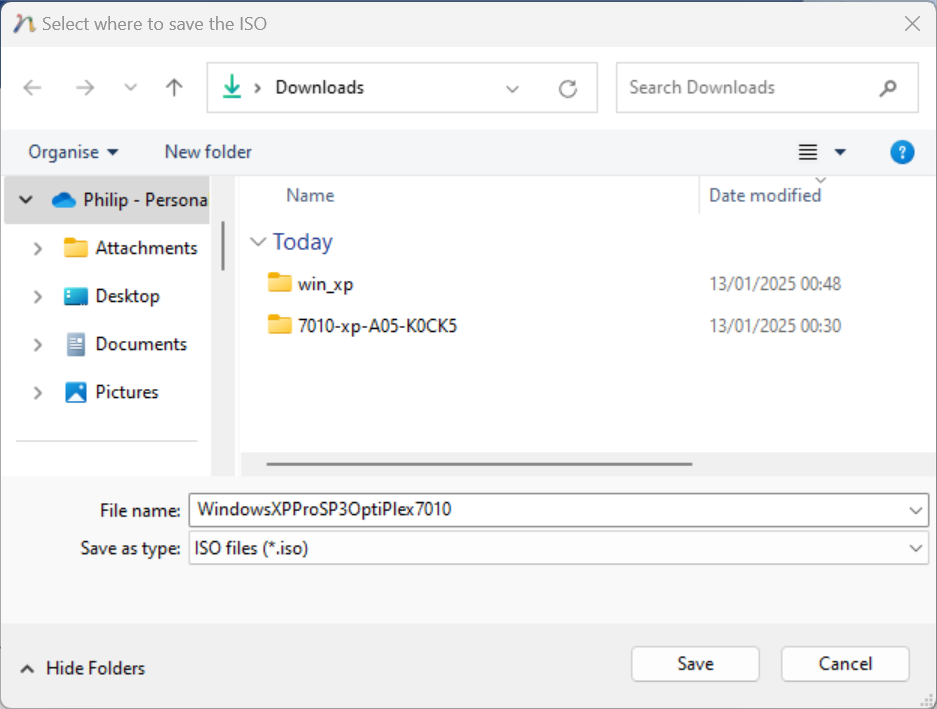 Select where to save the ISO
Downloads
Search Downloads
Organise
New folder
?
Philip - Persona
Attachments
Desktop
Documents
Pictures
Name
Date modified
Today
win_xp
13/01/2025 00:48
7010-xp-A05-K0CK5
13/01/2025 00:30
File name: WindowsXPProSP3OptiPlex7010
Save as type: ISO files (*.iso)
Hide Folders
Save
Cancel